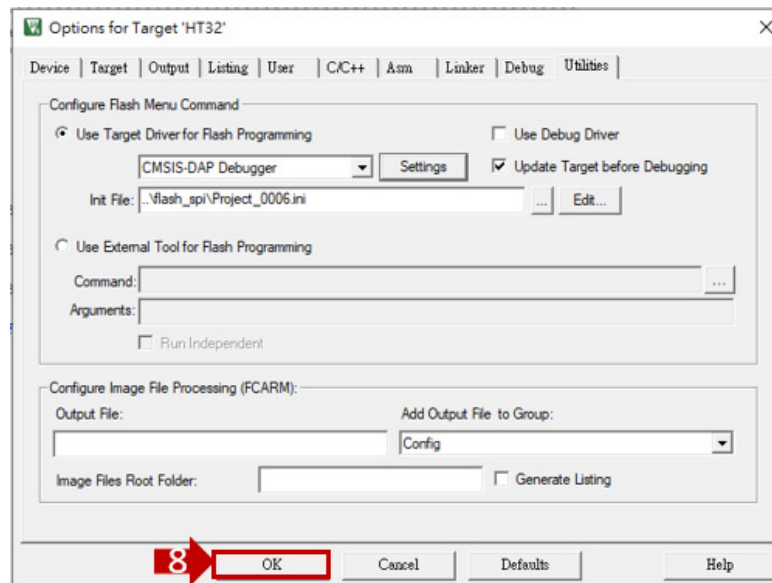 Options for Target 'HT32'
Device | Target | Output | Listing | User | C/C++ | Asm | Linker | Debug | Utilities
Configure Flash Menu Command
Use Target Driver for Flash Programming
Use Debug Driver
CMSIS-DAP Debugger
Settings
Update Target before Debugging
Init File: ..\flash_spi\Project_0006.ini
...
Edit...
Use External Tool for Flash Programming
Command:
...
Arguments:
Run Independent
Configure Image File Processing (FCARM):
Output File:
Add Output File to Group:
Config
Image Files Root Folder:
Generate Listing
8
OK
Cancel
Defaults
Help